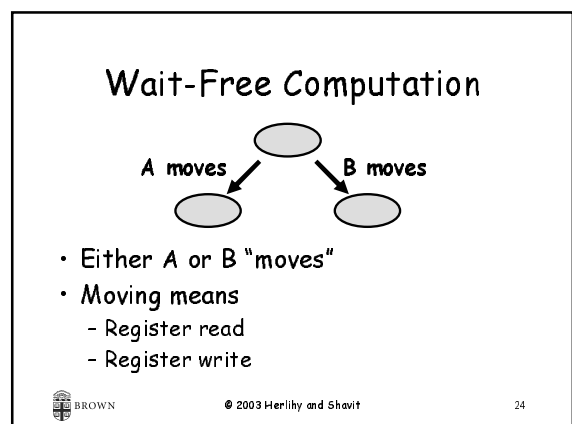 Wait-Free Computation
A moves
B moves
• Either A or B “moves”
• Moving means
– Register read
– Register write
BROWN
© 2003 Herlihy and Shavit
24